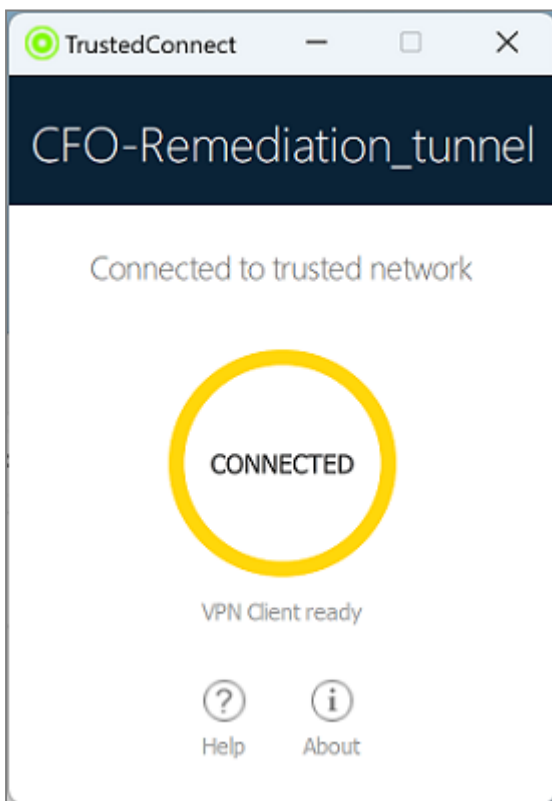 TrustedConnect
CFO-Remediation_tunnel
Connected to trusted network
CONNECTED
VPN Client ready
Help About